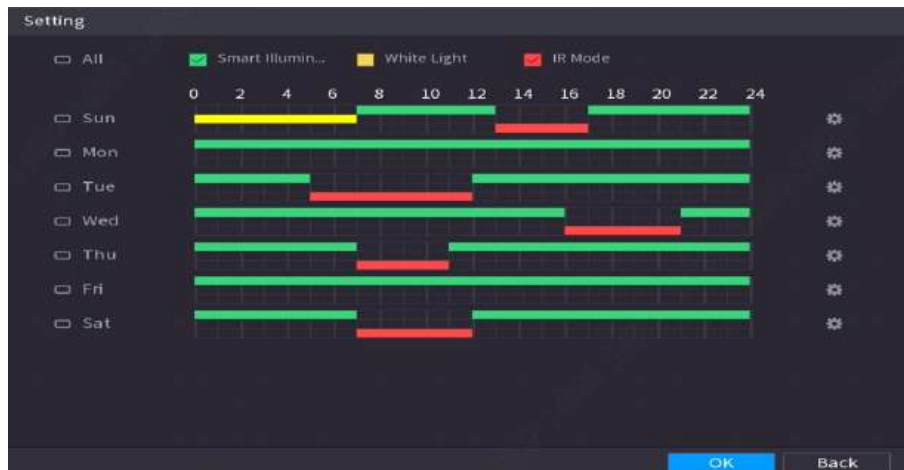 Setting
All Smart Illumin... White Light IR Mode
0 2 4 6 8 10 12 14 16 18 20 22 24
Sun
Mon
Tue
Wed
Thu
Fri
Sat
OK Back